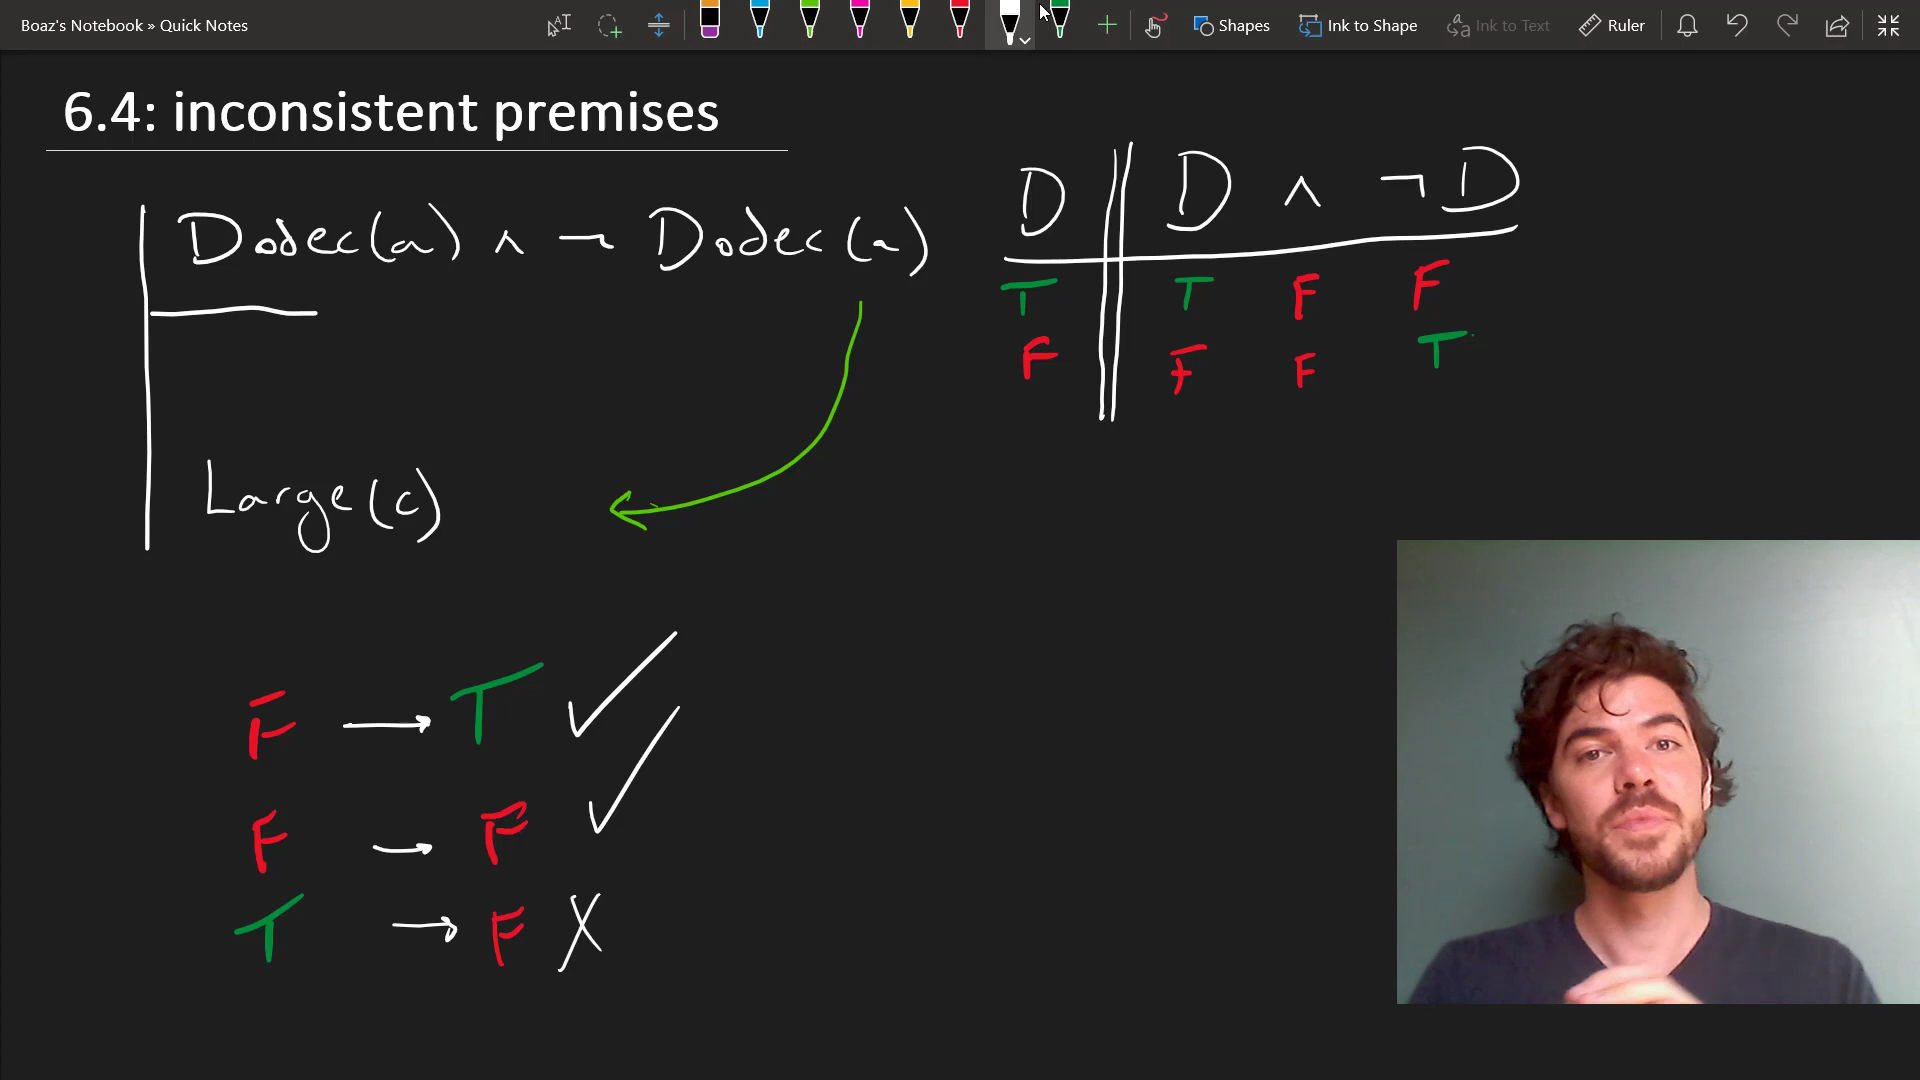 Boaz's Notebook » Quick Notes
Shapes
Ink to Shape
Ink to Text
Ruler
6.4: inconsistent premises
Dodec(a) ∧ ¬ Dodec(a)
Large(c)
D D ∧ ¬ D
T T F F
F F F T
F → T ✓
F → F ✓
T → F X